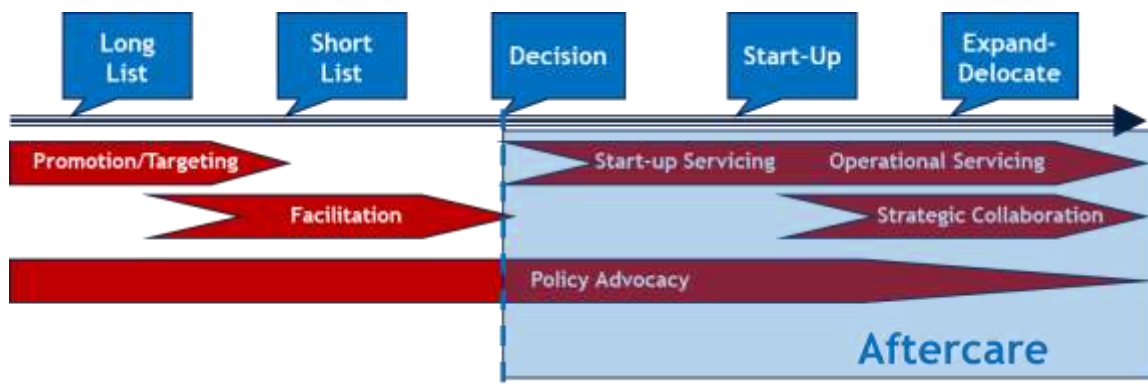 Long
List
Short
List
Decision
Start-Up
Expand-
Delocate
Promotion/Targeting
Start-up Servicing
Operational Servicing
Facilitation
Strategic Collaboration
Policy Advocacy
Aftercare